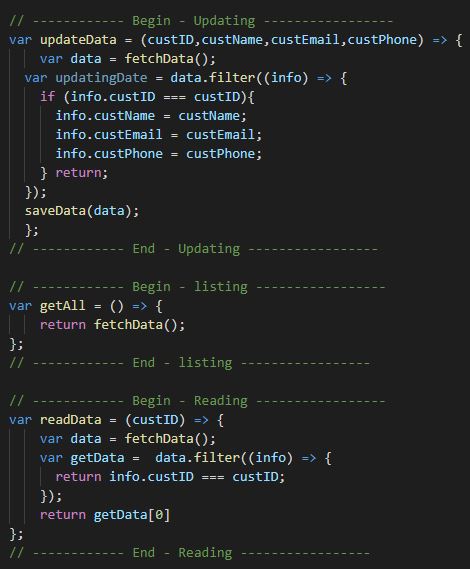 // ------------ Begin - Updating -----------------
var updateData = (custID,custName,custEmail,custPhone) => {
    var data = fetchData();
  var updatingDate = data.filter((info) => {
    if (info.custID === custID){
      info.custName = custName;
      info.custEmail = custEmail;
      info.custPhone = custPhone;
    } return;
  });
  saveData(data);
  };
// ------------ End - Updating -----------------
// ------------ Begin - listing -----------------
var getAll = () => {
    return fetchData();
};
// ------------ End - listing -----------------
// ------------ Begin - Reading -----------------
var readData = (custID) => {
    var data = fetchData();
    var getData =  data.filter((info) => {
      return info.custID === custID;
    });
    return getData[0]
};
// ------------ End - Reading -----------------